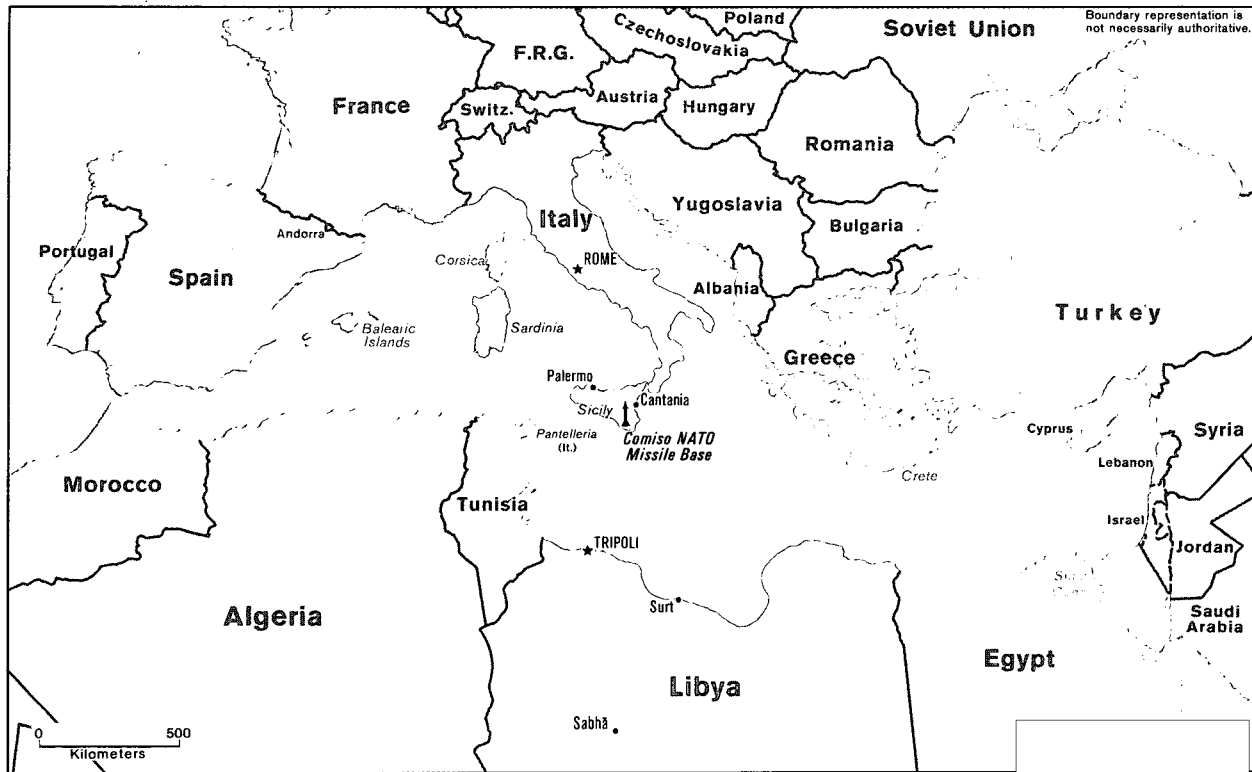 Poland
Soviet Union
Boundary representation is
not necessarily authoritative.
Czechoslovakia
F.R.G.
France
Switz.
Austria
Hungary
Romania
Italy
Yugoslavia
Bulgaria
Andorra
Portugal
Spain
Corsica
ROME
Albania
Turkey
Balearic
Islands
Sardinia
Greece
Palermo
Sicily
Cantania
Pantelleria
(It.)
Comiso NATO
Missile Base
Cyprus
Syria
Lebanon
Crete
Morocco
Tunisia
Israel
TRIPOLI
Jordan
Surt
Algeria
Saudi
Arabia
Egypt
Libya
Sabhā
0 500
Kilometers